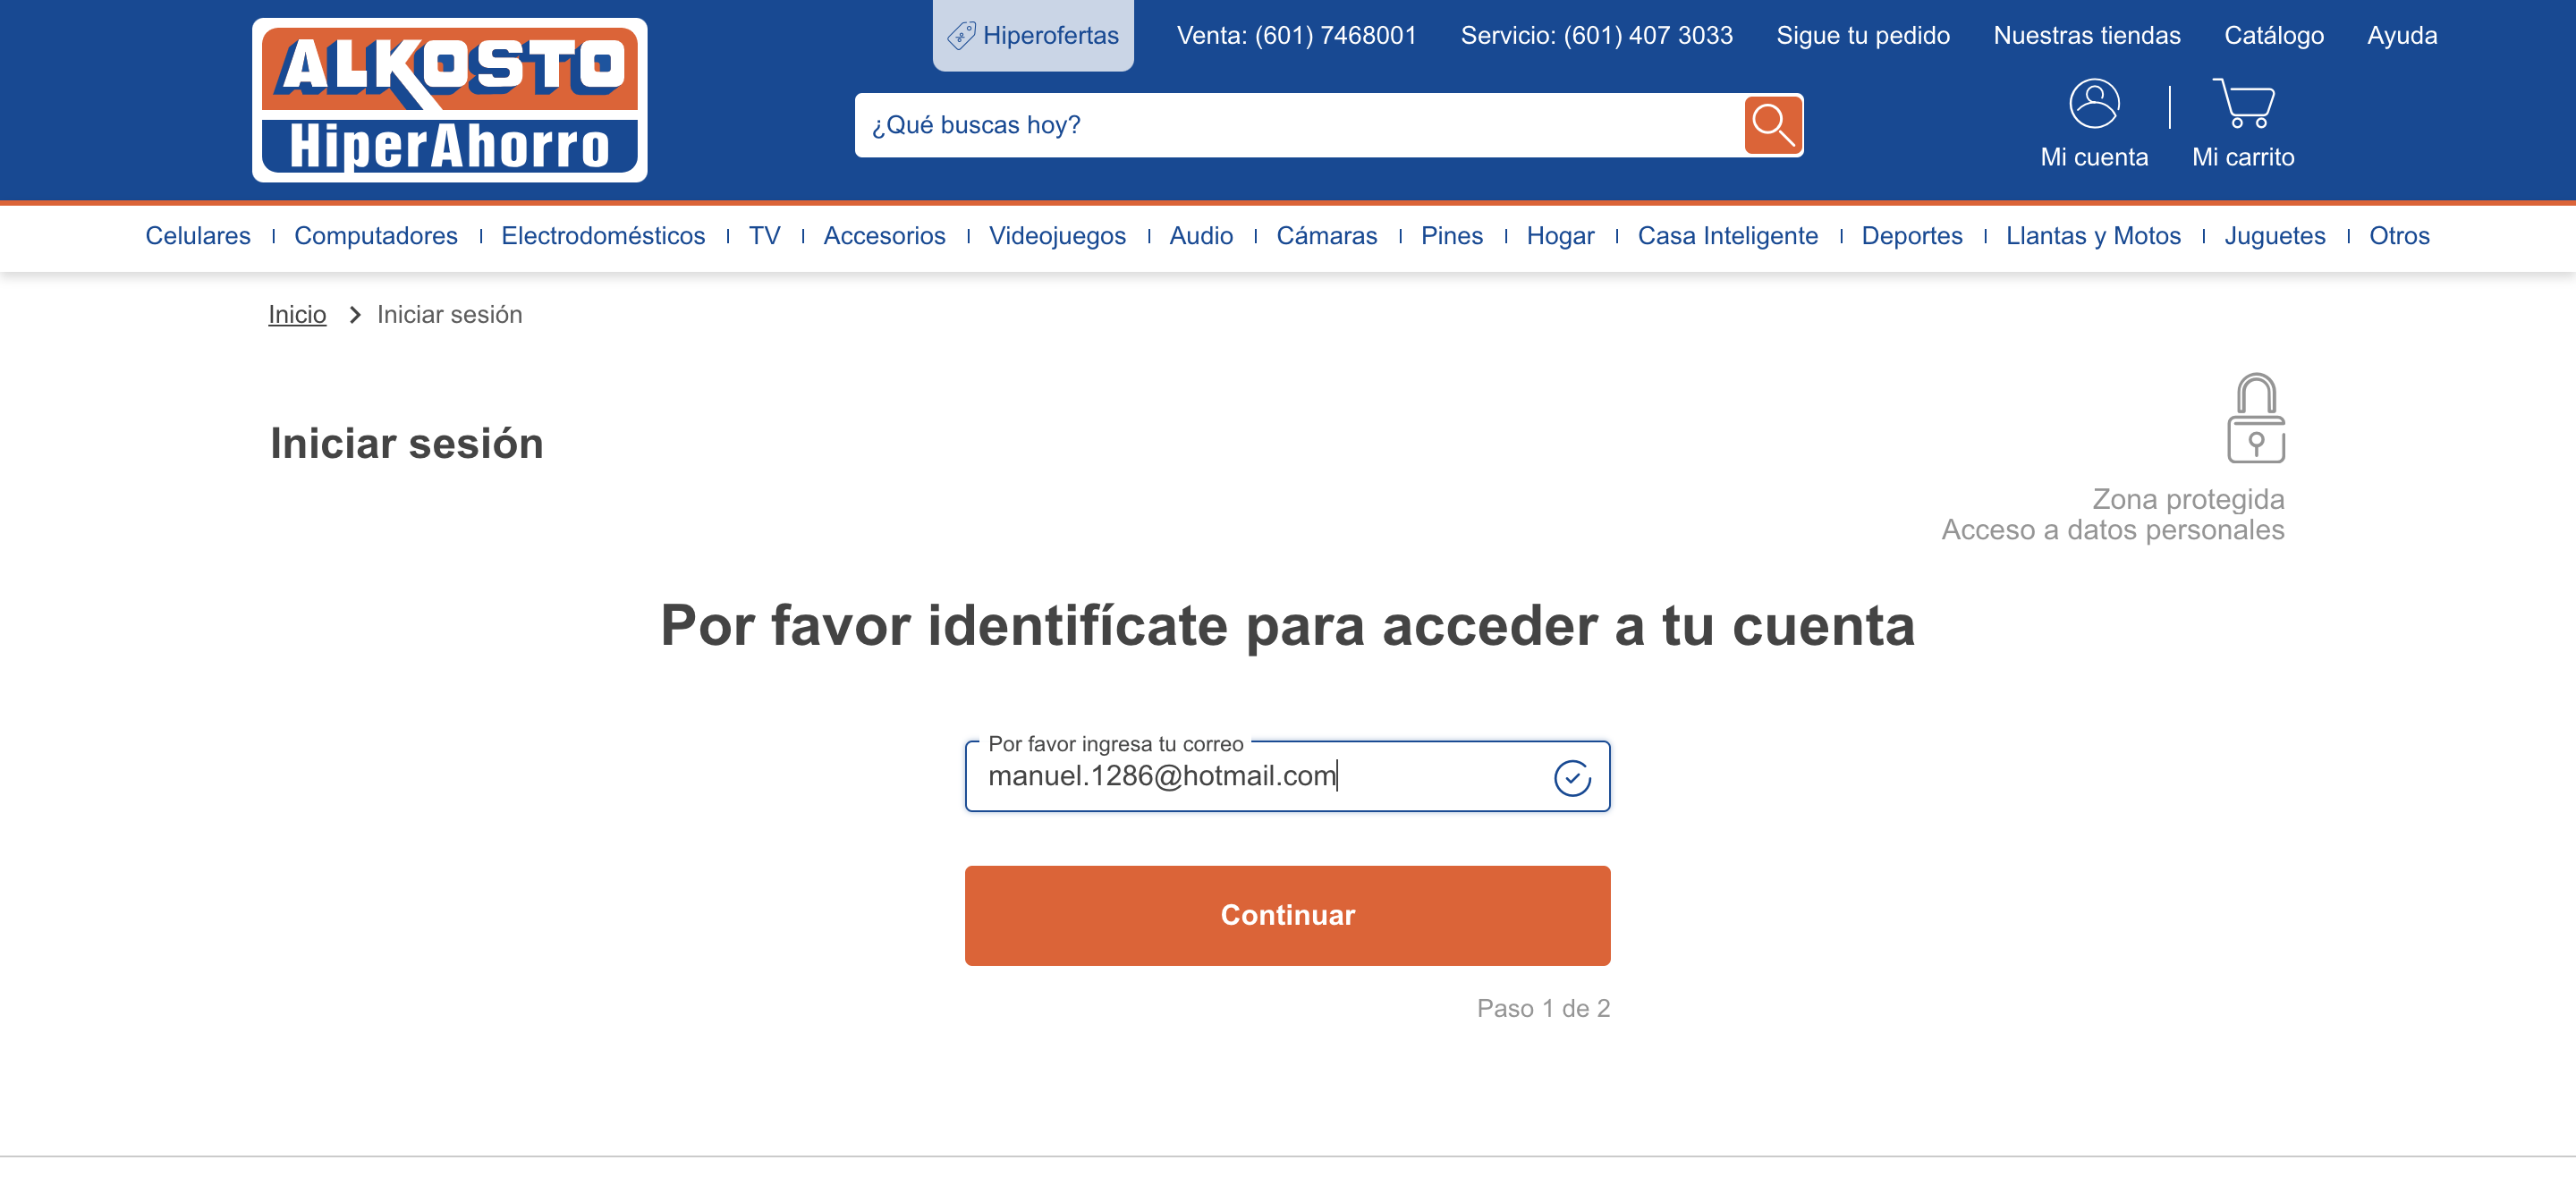 ALKOSTO
HiperAhorro
Hiperofertas
Venta: (601) 7468001
Servicio: (601) 407 3033
Sigue tu pedido
Nuestras tiendas
Catálogo
Ayuda
¿Qué buscas hoy?
Mi cuenta
Mi carrito
Celulares
Computadores
Electrodomésticos
TV
Accesorios
Videojuegos
Audio
Cámaras
Pines
Hogar
Casa Inteligente
Deportes
Llantas y Motos
Juguetes
Otros
Inicio
Iniciar sesión
Iniciar sesión
Zona protegida
Acceso a datos personales
Por favor identifícate para acceder a tu cuenta
Por favor ingresa tu correo
manuel.1286@hotmail.com
Continuar
Paso 1 de 2